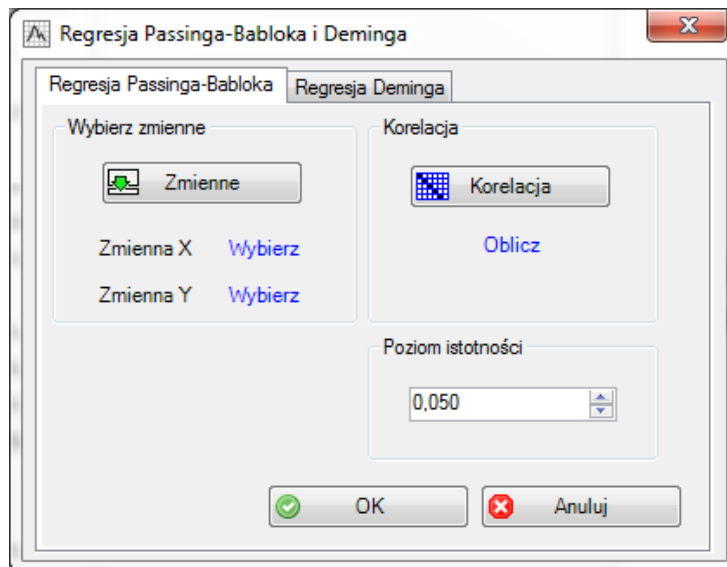 Regresja Passinga-Babloka i Deminga
Regresja Passinga-Babloka
Regresja Deminga
Wybierz zmienne
Zmienne
Zmienna X Wybierz
Zmienna Y Wybierz
Korelacja
Korelacja
Oblicz
Poziom istotności
0,050
OK
Anuluj